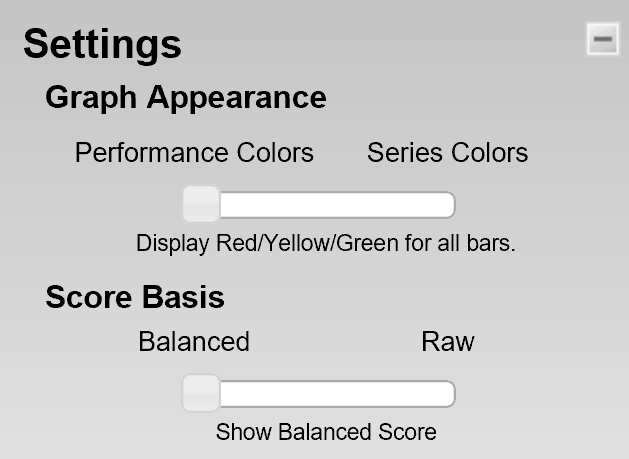 Settings
Graph Appearance
Performance Colors Series Colors
Display Red/Yellow/Green for all bars.
Score Basis
Balanced Raw
Show Balanced Score